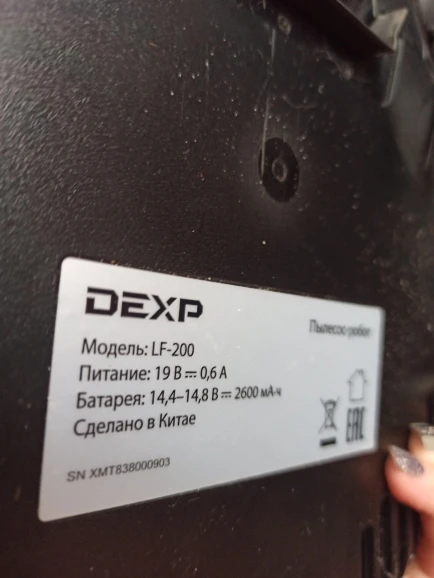 DEXP
Пылесос-робот
Модель: LF-200
Питание: 19 В ⎓ 0,6 А
Батарея: 14,4–14,8 В ⎓ 2600 мА·ч
Сделано в Китае
EAC
SN XMT838000903